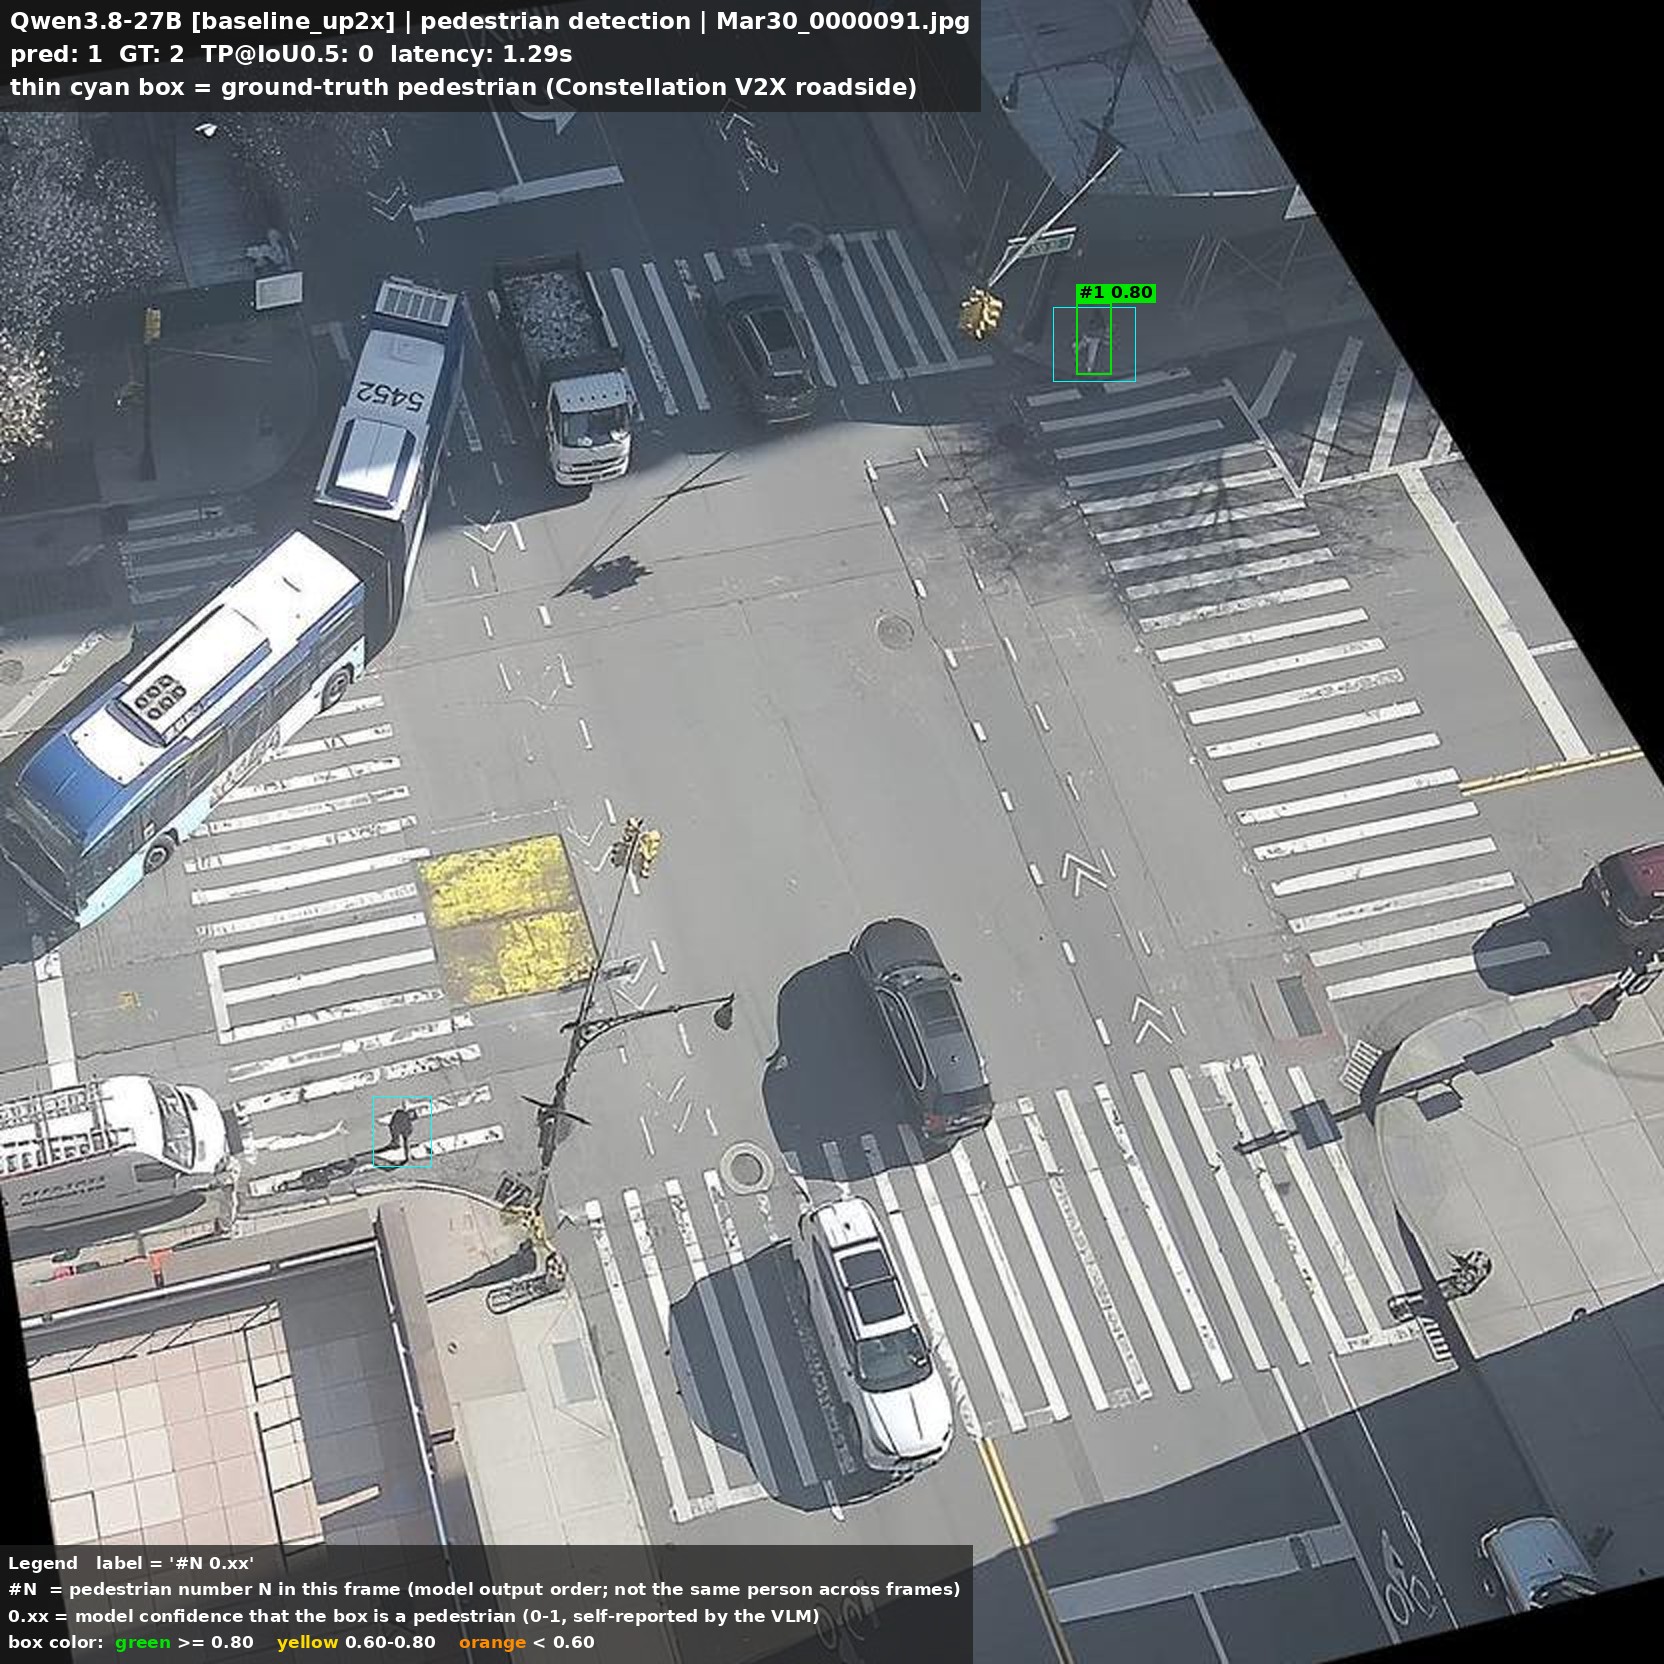 Qwen3.8-27B [baseline_up2x] | pedestrian detection | Mar30_0000091.jpg
pred: 1  GT: 2  TP@IoU0.5: 0  latency: 1.29s
thin cyan box = ground-truth pedestrian (Constellation V2X roadside)
#1 0.80
5452
Legend   label = '#N 0.xx'
#N  = pedestrian number N in this frame (model output order; not the same person across frames)
0.xx = model confidence that the box is a pedestrian (0-1, self-reported by the VLM)
box color:  green >= 0.80    yellow 0.60-0.80    orange < 0.60